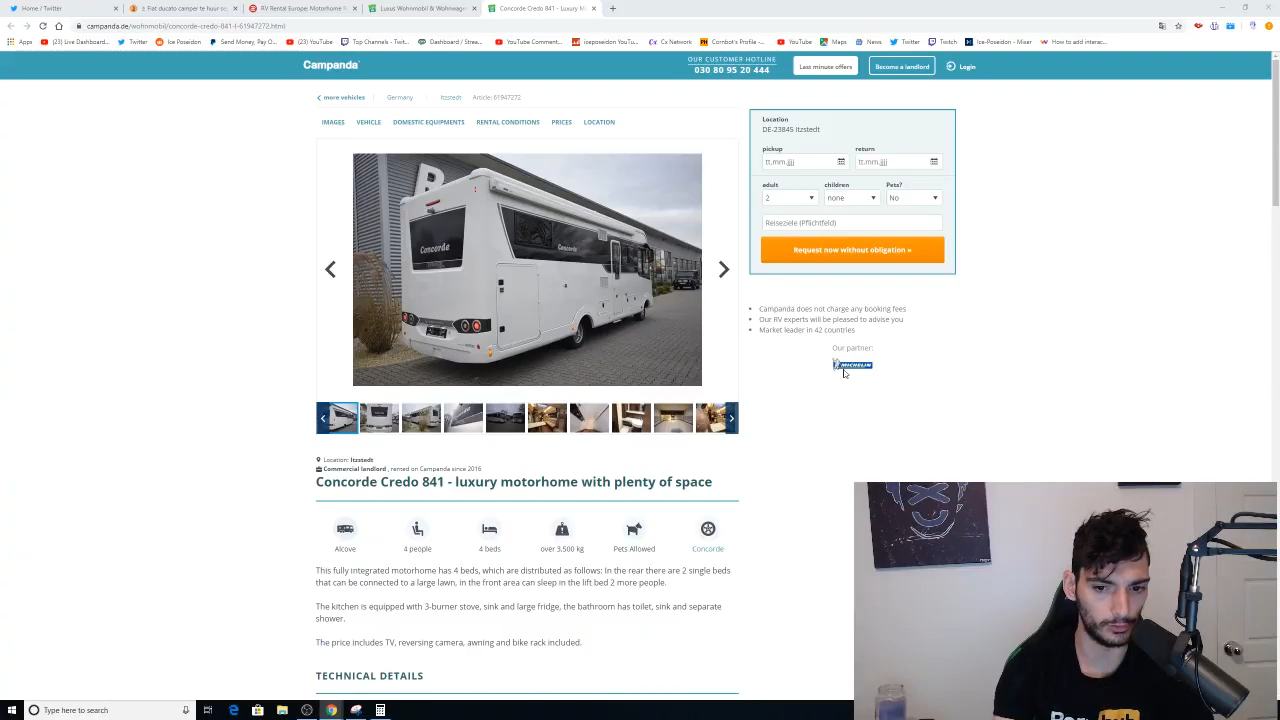 Home / Twitter
Fiat ducato camper te huur op
RV Rental Europe: Motorhome R
Luxus Wohnmobil & Wohnwage
Concorde Credo 841 - Luxury M
campanda.de/wohnmobil/concorde-credo-841-l-61947272.html
Apps
(23) Live Dashboard...
Twitter
Ice Poseidon
Send Money, Pay O...
(23) YouTube
Top Channels - Twit...
Dashboard / Strea...
YouTube Comment...
iceposeidon YouTu...
Cx Network
Cornbot's Profile -...
YouTube
Maps
News
Twitter
Twitch
Ice-Poseidon - Mixer
How to add interac...
Campanda
OUR CUSTOMER HOTLINE
030 80 95 20 444
Last minute offers
Become a landlord
Login
more vehicles
Germany
Itzstedt
Article: 61947272
IMAGES
VEHICLE
DOMESTIC EQUIPMENTS
RENTAL CONDITIONS
PRICES
LOCATION
Concorde
Concorde
Location
DE-23845 Itzstedt
pickup
return
tt.mm.jjjj
tt.mm.jjjj
adult
children
Pets?
2
none
No
Reiseziele (Pflichtfeld)
Request now without obligation »
Campanda does not charge any booking fees
Our RV experts will be pleased to advise you
Market leader in 42 countries
Our partner:
MICHELIN
Location: Itzstedt
Commercial landlord , rented on Campanda since 2016
Concorde Credo 841 - luxury motorhome with plenty of space
Alcove
4 people
4 beds
over 3,500 kg
Pets Allowed
Concorde
This fully integrated motorhome has 4 beds, which are distributed as follows: In the rear there are 2 single beds
that can be connected to a large lawn, in the front area can sleep in the lift bed 2 more people.
The kitchen is equipped with 3-burner stove, sink and large fridge, the bathroom has toilet, sink and separate
shower.
The price includes TV, reversing camera, awning and bike rack included.
TECHNICAL DETAILS
Type here to search